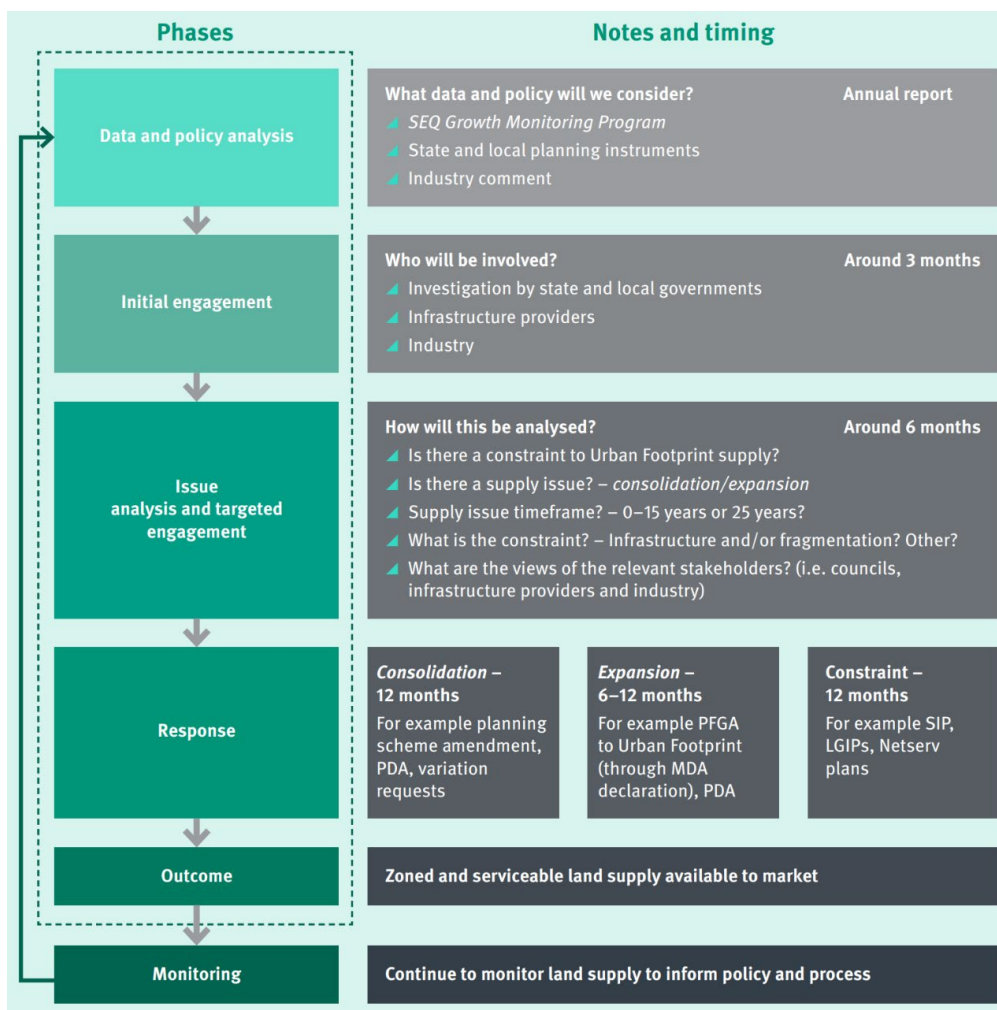 Phases
Notes and timing
Data and policy analysis
What data and policy will we consider?
Annual report
SEQ Growth Monitoring Program
State and local planning instruments
Industry comment
Initial engagement
Who will be involved?
Around 3 months
Investigation by state and local governments
Infrastructure providers
Industry
Issue
analysis and targeted
engagement
How will this be analysed?
Around 6 months
Is there a constraint to Urban Footprint supply?
Is there a supply issue? – consolidation/expansion
Supply issue timeframe? – 0–15 years or 25 years?
What is the constraint? – Infrastructure and/or fragmentation? Other?
What are the views of the relevant stakeholders? (i.e. councils,
infrastructure providers and industry)
Response
Consolidation –
12 months
For example planning
scheme amendment,
PDA, variation
requests
Expansion –
6–12 months
For example PFGA
to Urban Footprint
(through MDA
declaration), PDA
Constraint –
12 months
For example SIP,
LGIPs, Netserv
plans
Outcome
Zoned and serviceable land supply available to market
Monitoring
Continue to monitor land supply to inform policy and process